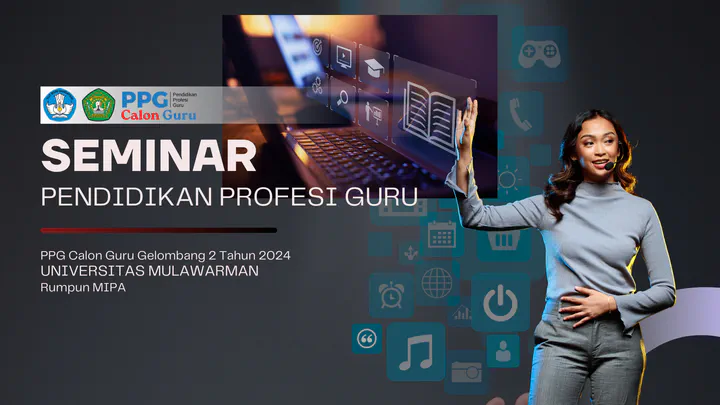 PPG
Calon Guru
Pendidikan
Profesi
Guru
SEMINAR
PENDIDIKAN PROFESI GURU
PPG Calon Guru Gelombang 2 Tahun 2024
UNIVERSITAS MULAWARMAN
Rumpun MIPA